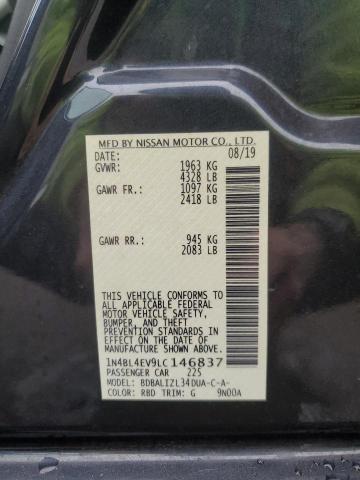 MFD BY NISSAN MOTOR CO., LTD.
DATE: 08/19
GVWR: 1963 KG
4328 LB
GAWR FR: 1097 KG
2418 LB
GAWR RR: 945 KG
2083 LB
THIS VEHICLE CONFORMS TO
ALL APPLICABLE FEDERAL
MOTOR VEHICLE SAFETY,
BUMPER, AND THEFT
PREVENTION STANDARDS IN
EFFECT ON THE DATE OF
MANUFACTURE SHOWN ABOVE.
1N4BL4EV9LC146837
PASSENGER CAR 225
MODEL: BDBALIZL34DUA-C-A-
COLOR: RBD TRIM: G 9N00A